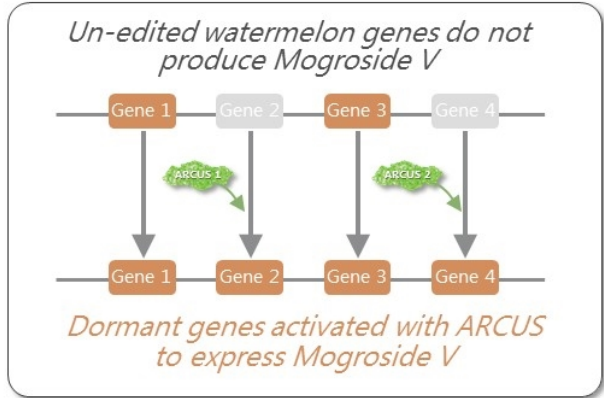 Un-edited watermelon genes do not
produce Mogroside V
Gene 1 Gene 2 Gene 3 Gene 4
ARCUS 1 ARCUS 2
Gene 1 Gene 2 Gene 3 Gene 4
Dormant genes activated with ARCUS
to express Mogroside V